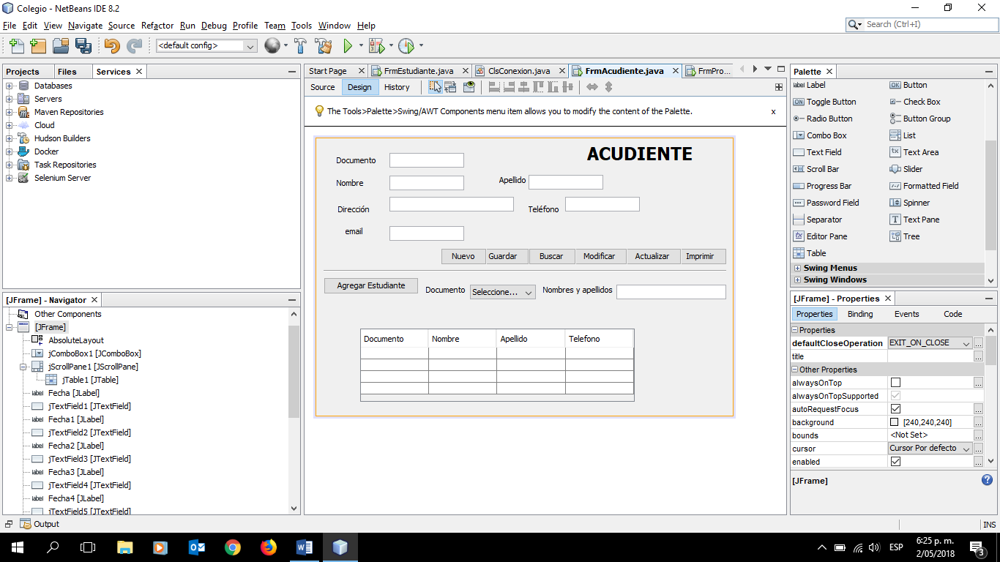 Colegio - NetBeans IDE 8.2
File Edit View Navigate Source Refactor Run Debug Profile Team Tools Window Help
Search (Ctrl+I)
<default config>
Projects Files Services
Databases
Servers
Maven Repositories
Cloud
Hudson Builders
Docker
Task Repositories
Selenium Server
[JFrame] - Navigator
Other Components
[JFrame]
AbsoluteLayout
jComboBox1 [JComboBox]
jScrollPane1 [JScrollPane]
jTable1 [JTable]
Fecha [JLabel]
jTextField1 [JTextField]
Fecha1 [JLabel]
jTextField2 [JTextField]
Fecha2 [JLabel]
jTextField3 [JTextField]
Fecha3 [JLabel]
jTextField4 [JTextField]
Fecha4 [JLabel]
jTextField5 [JTextField]
Output
Start Page FrmEstudiante.java ClsConexion.java FrmAcudiente.java FrmPro...
Source Design History
The Tools>Palette>Swing/AWT Components menu item allows you to modify the content of the Palette. x
ACUDIENTE
Documento
Nombre Apellido
Dirección Teléfono
email
Nuevo Guardar Buscar Modificar Actualizar Imprimir
Agregar Estudiante Documento Seleccione... Nombres y apellidos
Documento Nombre Apellido Telefono
Palette
label Label OK Button
ON Toggle Button Check Box
Radio Button Button Group
Combo Box List
Text Field Text Area
Scroll Bar Slider
Progress Bar Formatted Field
Password Field Spinner
Separator Text Pane
Editor Pane Tree
Table
Swing Menus
Swing Windows
[JFrame] - Properties
Properties Binding Events Code
Properties
defaultCloseOperation EXIT_ON_CLOSE ...
title ...
Other Properties
alwaysOnTop ...
alwaysOnTopSupported
autoRequestFocus ...
background [240,240,240] ...
bounds <Not Set> ...
cursor Cursor Por defecto ...
enabled ...
[JFrame]
INS
ESP
6:25 p. m.
2/05/2018
3